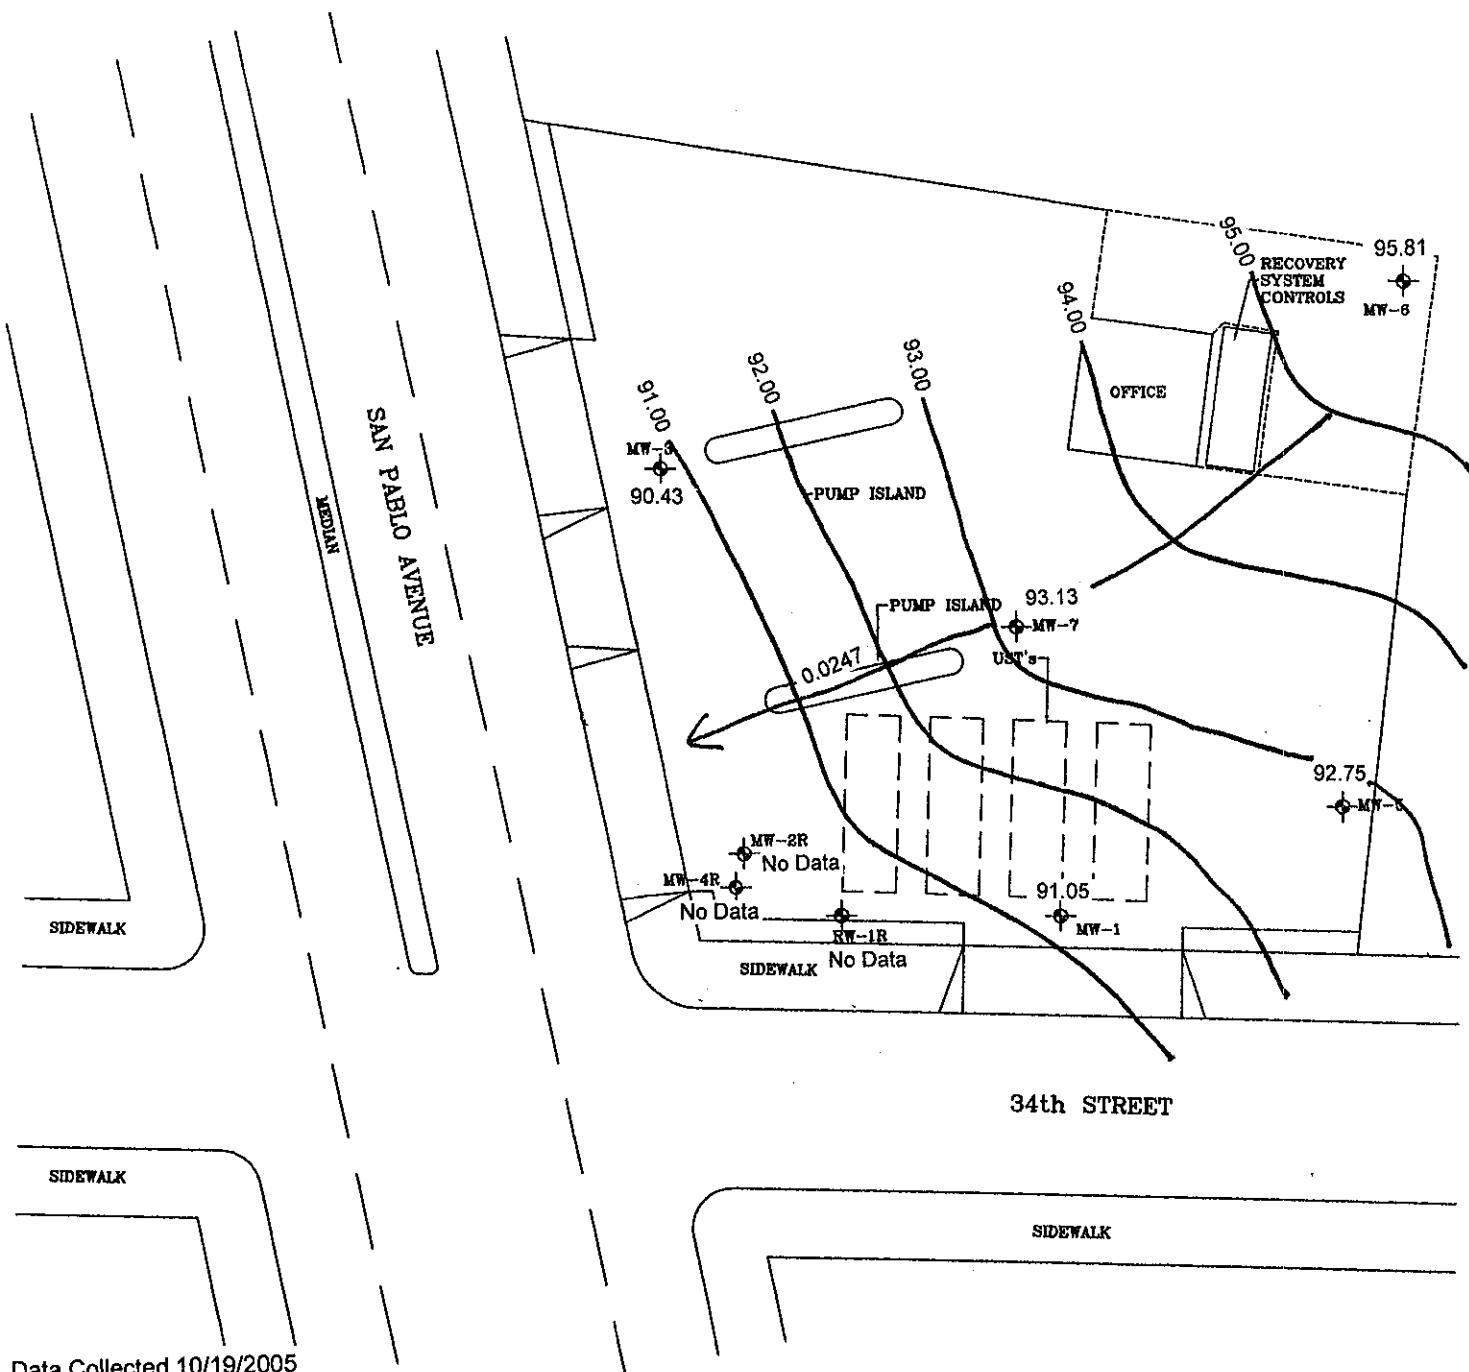 95.00
95.81
RECOVERY
SYSTEM
CONTROLS
MW-6
94.00
93.00
92.00
91.00
OFFICE
MW-3
90.43
PUMP ISLAND
SAN PABLO AVENUE
MEDIAN
PUMP ISLAND
93.13
MW-7
UST's
0.0247
92.75
MW-5
MW-2R
No Data
MW-4R
No Data
91.05
MW-1
RW-1R
No Data
SIDEWALK
SIDEWALK
34th STREET
SIDEWALK
SIDEWALK
Data Collected 10/19/2005